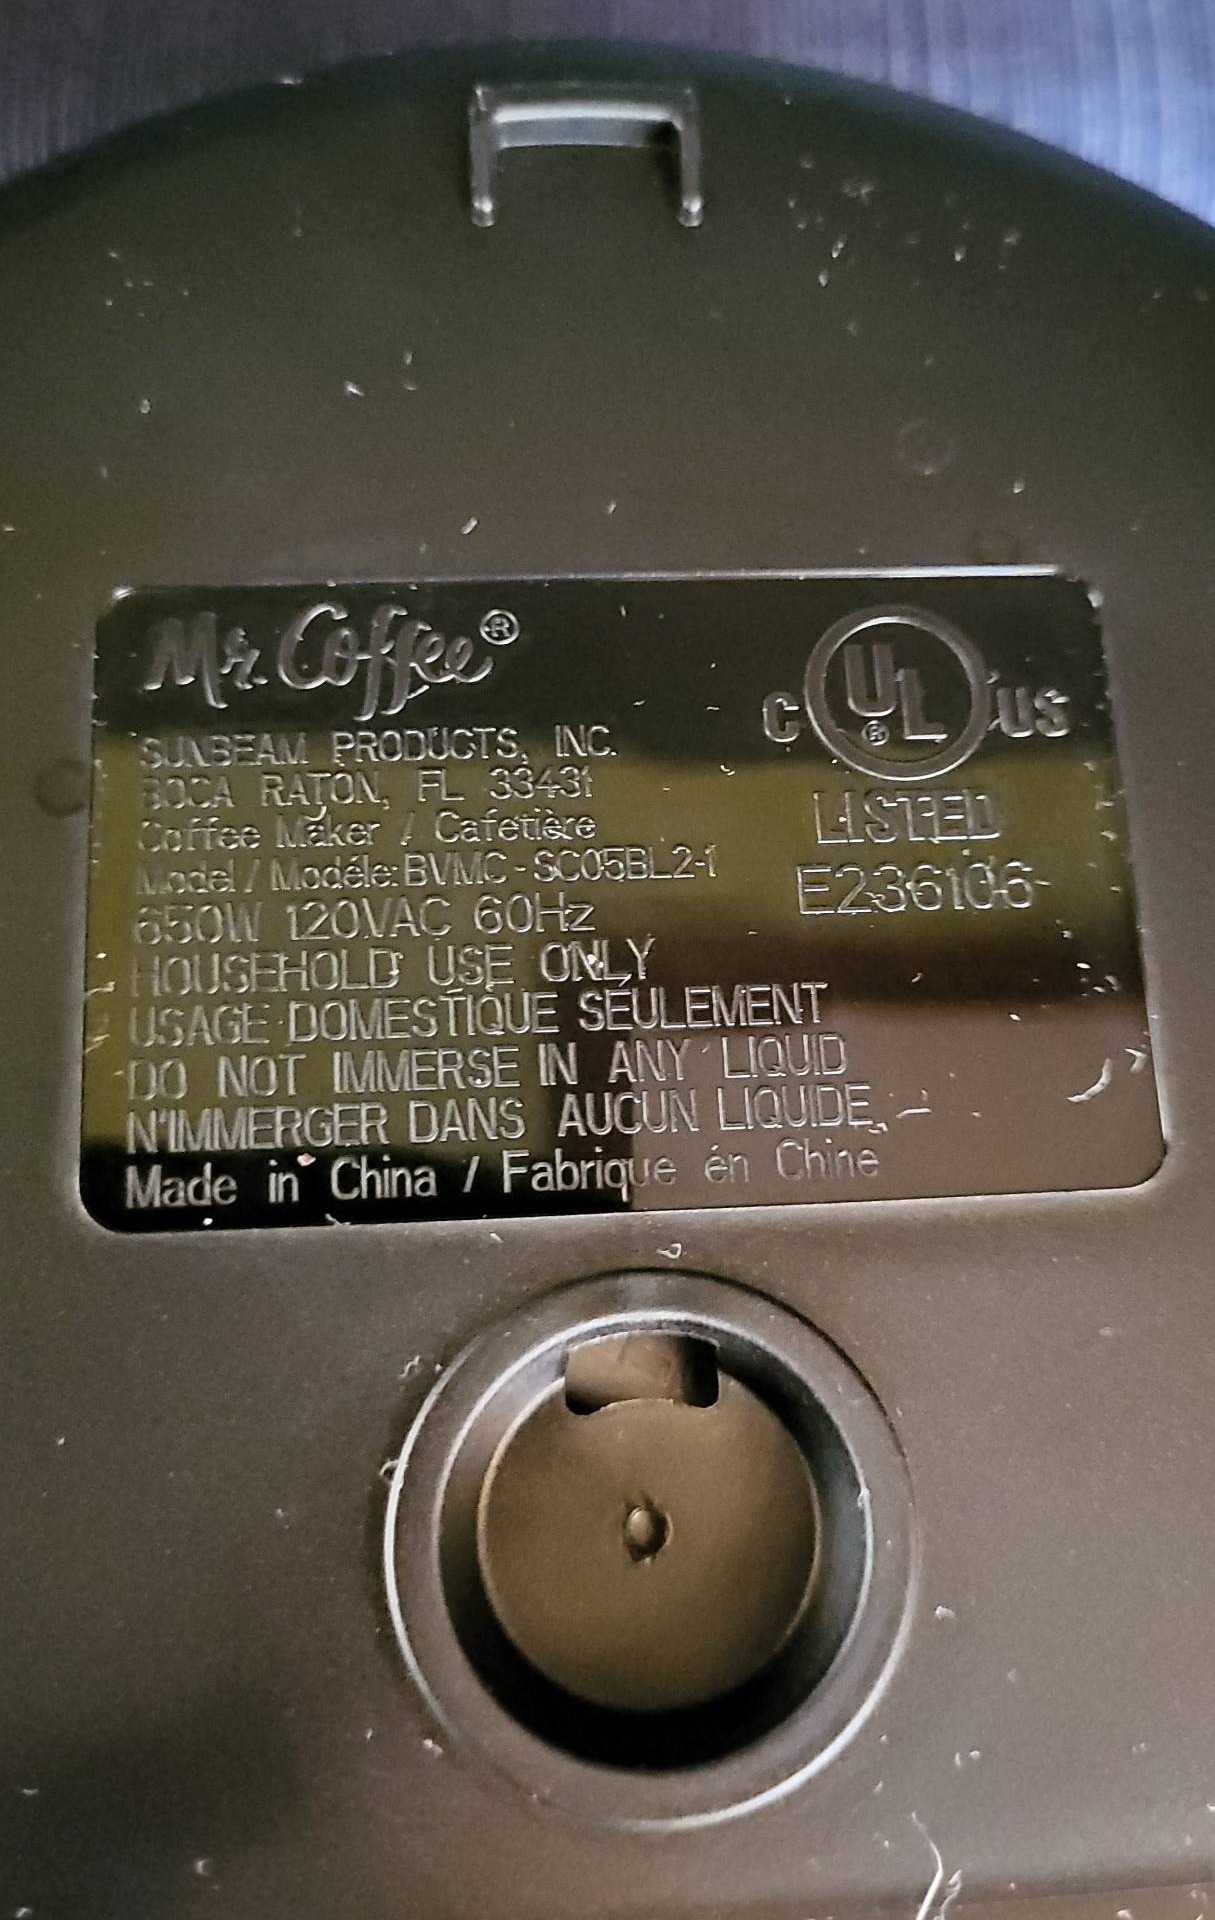 Mr. Coffee®
SUNBEAM PRODUCTS, INC.
BOCA RATON, FL 33431
Coffee Maker / Cafetière
Model / Modéle: BVMC-SC05BL2-1
650W 120VAC 60Hz
HOUSEHOLD USE ONLY
USAGE DOMESTIQUE SEULEMENT
DO NOT IMMERSE IN ANY LIQUID
N'IMMERGER DANS AUCUN LIQUIDE
Made in China / Fabrique én Chine
C UL® US
LISTED
E236106